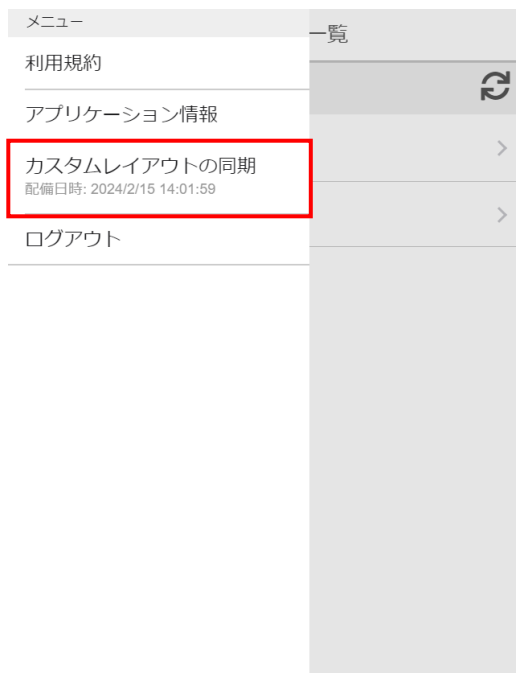 メニュー
一覧
利用規約
アプリケーション情報
カスタムレイアウトの同期
配備日時: 2024/2/15 14:01:59
ログアウト